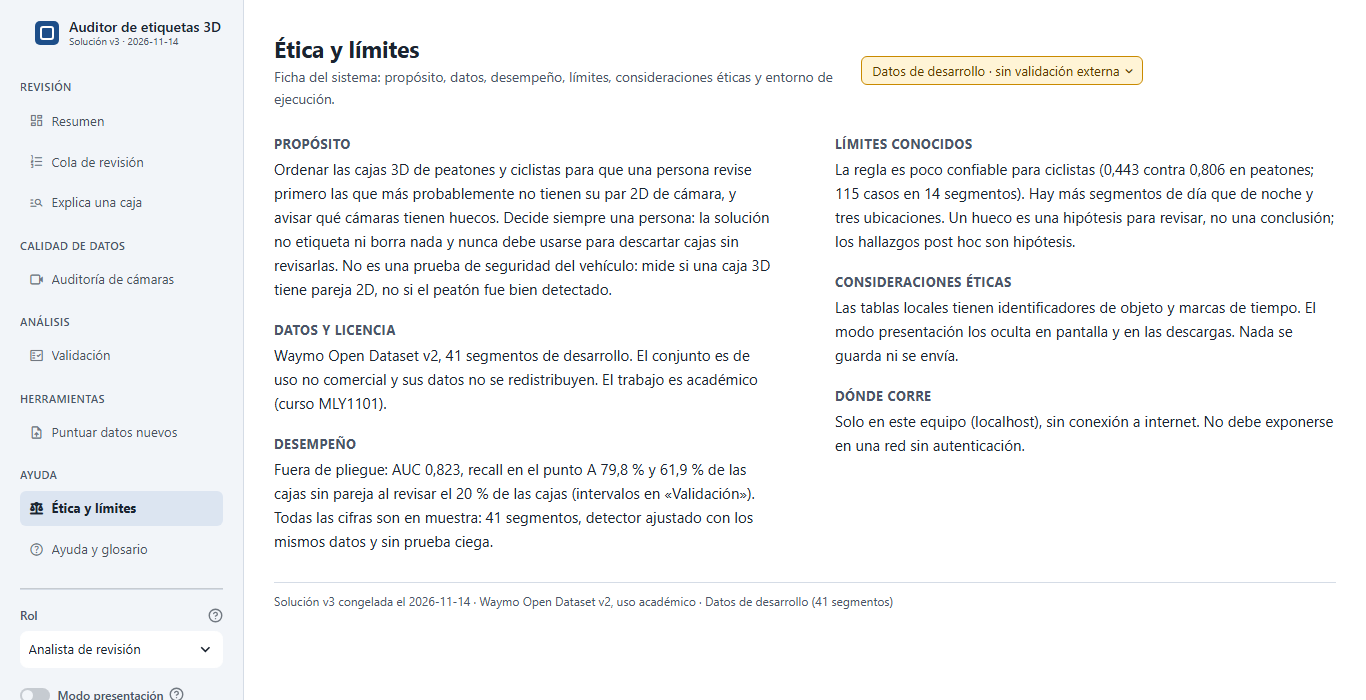 Auditor de etiquetas 3D
Solución v3 · 2026-11-14
REVISIÓN
Resumen
Cola de revisión
Explica una caja
CALIDAD DE DATOS
Auditoría de cámaras
ANÁLISIS
Validación
HERRAMIENTAS
Puntuar datos nuevos
AYUDA
Ética y límites
Ayuda y glosario
Rol
Analista de revisión
Modo presentación
Ética y límites
Ficha del sistema: propósito, datos, desempeño, límites, consideraciones éticas y entorno de
ejecución.
Datos de desarrollo · sin validación externa
PROPÓSITO
Ordenar las cajas 3D de peatones y ciclistas para que una persona revise
primero las que más probablemente no tienen su par 2D de cámara, y
avisar qué cámaras tienen huecos. Decide siempre una persona: la solución
no etiqueta ni borra nada y nunca debe usarse para descartar cajas sin
revisarlas. No es una prueba de seguridad del vehículo: mide si una caja 3D
tiene pareja 2D, no si el peatón fue bien detectado.
DATOS Y LICENCIA
Waymo Open Dataset v2, 41 segmentos de desarrollo. El conjunto es de
uso no comercial y sus datos no se redistribuyen. El trabajo es académico
(curso MLY1101).
DESEMPEÑO
Fuera de pliegue: AUC 0,823, recall en el punto A 79,8 % y 61,9 % de las
cajas sin pareja al revisar el 20 % de las cajas (intervalos en «Validación»).
Todas las cifras son en muestra: 41 segmentos, detector ajustado con los
mismos datos y sin prueba ciega.
LÍMITES CONOCIDOS
La regla es poco confiable para ciclistas (0,443 contra 0,806 en peatones;
115 casos en 14 segmentos). Hay más segmentos de día que de noche y
tres ubicaciones. Un hueco es una hipótesis para revisar, no una conclusión;
los hallazgos post hoc son hipótesis.
CONSIDERACIONES ÉTICAS
Las tablas locales tienen identificadores de objeto y marcas de tiempo. El
modo presentación los oculta en pantalla y en las descargas. Nada se
guarda ni se envía.
DÓNDE CORRE
Solo en este equipo (localhost), sin conexión a internet. No debe exponerse
en una red sin autenticación.
Solución v3 congelada el 2026-11-14 · Waymo Open Dataset v2, uso académico · Datos de desarrollo (41 segmentos)